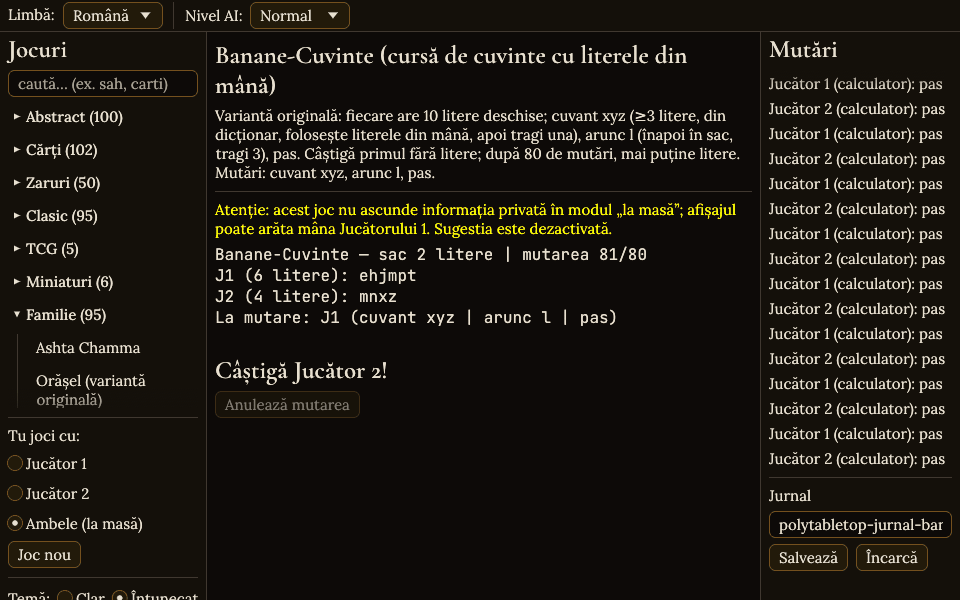 Limbă:
Română ▼
Nivel AI:
Normal ▼
Jocuri
caută... (ex. sah, carti)
▸ Abstract (100)
▸ Cărți (102)
▸ Zaruri (50)
▸ Clasic (95)
▸ TCG (5)
▸ Miniaturi (6)
▾ Familie (95)
Ashta Chamma
Orășel (variantă
originală)
Tu joci cu:
Jucător 1
Jucător 2
Ambele (la masă)
Joc nou
Temă: Clar Întunecat
Banane-Cuvinte (cursă de cuvinte cu literele din
mână)
Variantă originală: fiecare are 10 litere deschise; cuvant xyz (≥3 litere, din
dicționar, folosește literele din mână, apoi tragi una), arunc l (înapoi în sac,
tragi 3), pas. Câștigă primul fără litere; după 80 de mutări, mai puține litere.
Mutări: cuvant xyz, arunc l, pas.
Atenție: acest joc nu ascunde informația privată în modul „la masă”; afișajul
poate arăta mâna Jucătorului 1. Sugestia este dezactivată.
Banane-Cuvinte — sac 2 litere | mutarea 81/80
J1 (6 litere): ehjmpt
J2 (4 litere): mnxz
La mutare: J1 (cuvant xyz | arunc l | pas)
Câștigă Jucător 2!
Anulează mutarea
Mutări
Jucător 1 (calculator): pas
Jucător 2 (calculator): pas
Jucător 1 (calculator): pas
Jucător 2 (calculator): pas
Jucător 1 (calculator): pas
Jucător 2 (calculator): pas
Jucător 1 (calculator): pas
Jucător 2 (calculator): pas
Jucător 1 (calculator): pas
Jucător 2 (calculator): pas
Jucător 1 (calculator): pas
Jucător 2 (calculator): pas
Jucător 1 (calculator): pas
Jucător 2 (calculator): pas
Jucător 1 (calculator): pas
Jucător 2 (calculator): pas
Jurnal
polytabletop-jurnal-bar
Salvează
Încarcă